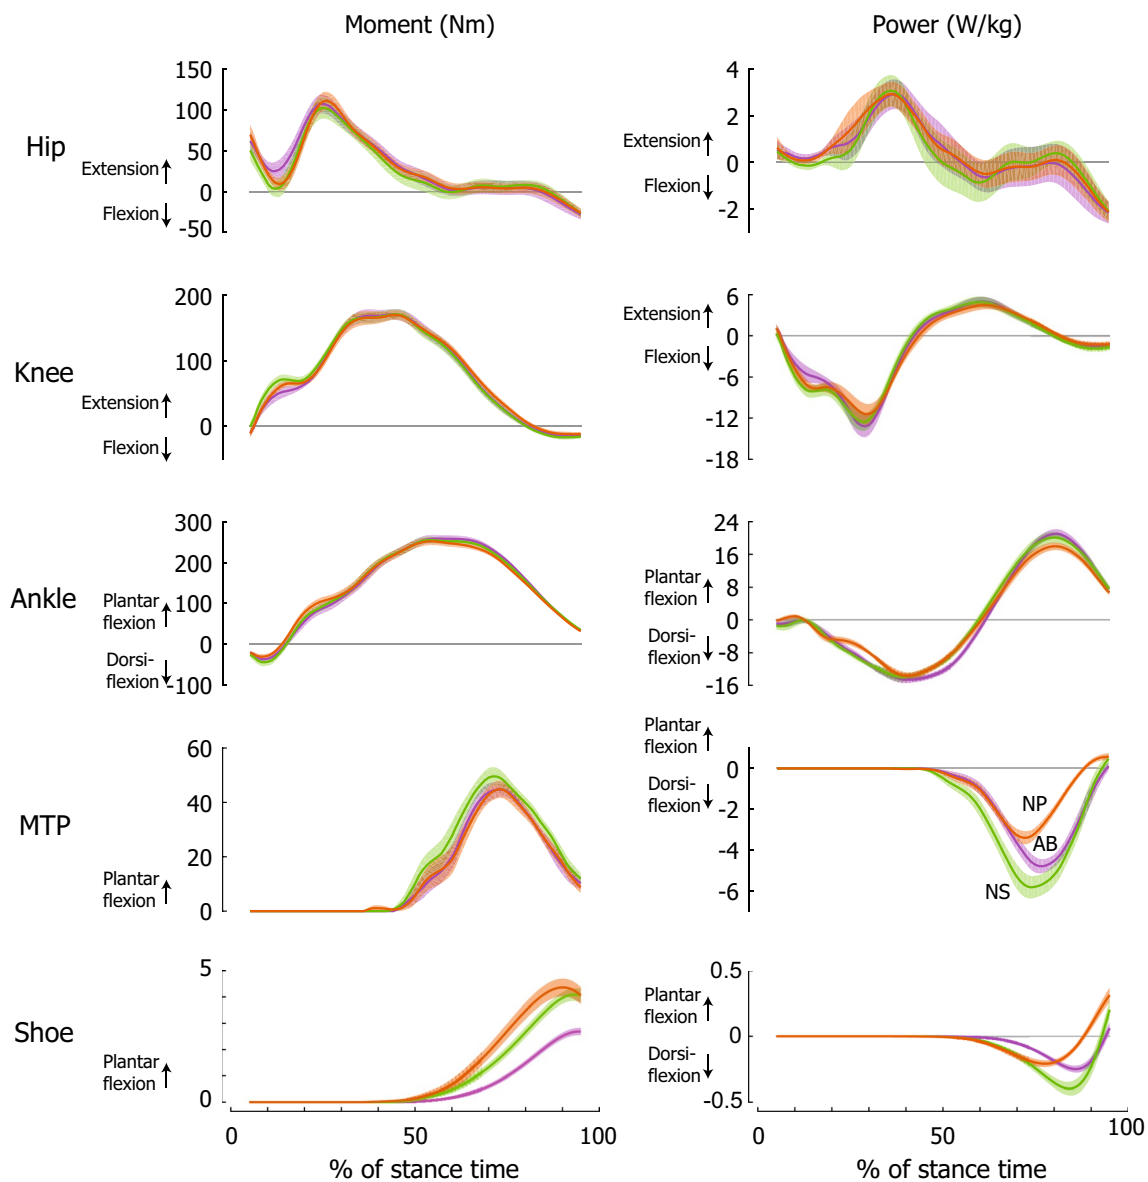 Moment (Nm)
Power (W/kg)
Hip
150
100
50
0
-50
Extension
Flexion
4
2
0
-2
Extension
Flexion
Knee
200
100
0
Extension
Flexion
6
0
-6
-12
-18
Extension
Flexion
Ankle
300
200
100
0
-100
Plantar
flexion
Dorsi-
flexion
24
16
8
0
-8
-16
Plantar
flexion
Dorsi-
flexion
MTP
60
40
20
0
Plantar
flexion
0
-2
-4
-6
Plantar
flexion
Dorsi-
flexion
NP
AB
NS
Shoe
5
0
Plantar
flexion
0.5
0
-0.5
Plantar
flexion
Dorsi-
flexion
0
50
100
% of stance time
0
50
100
% of stance time